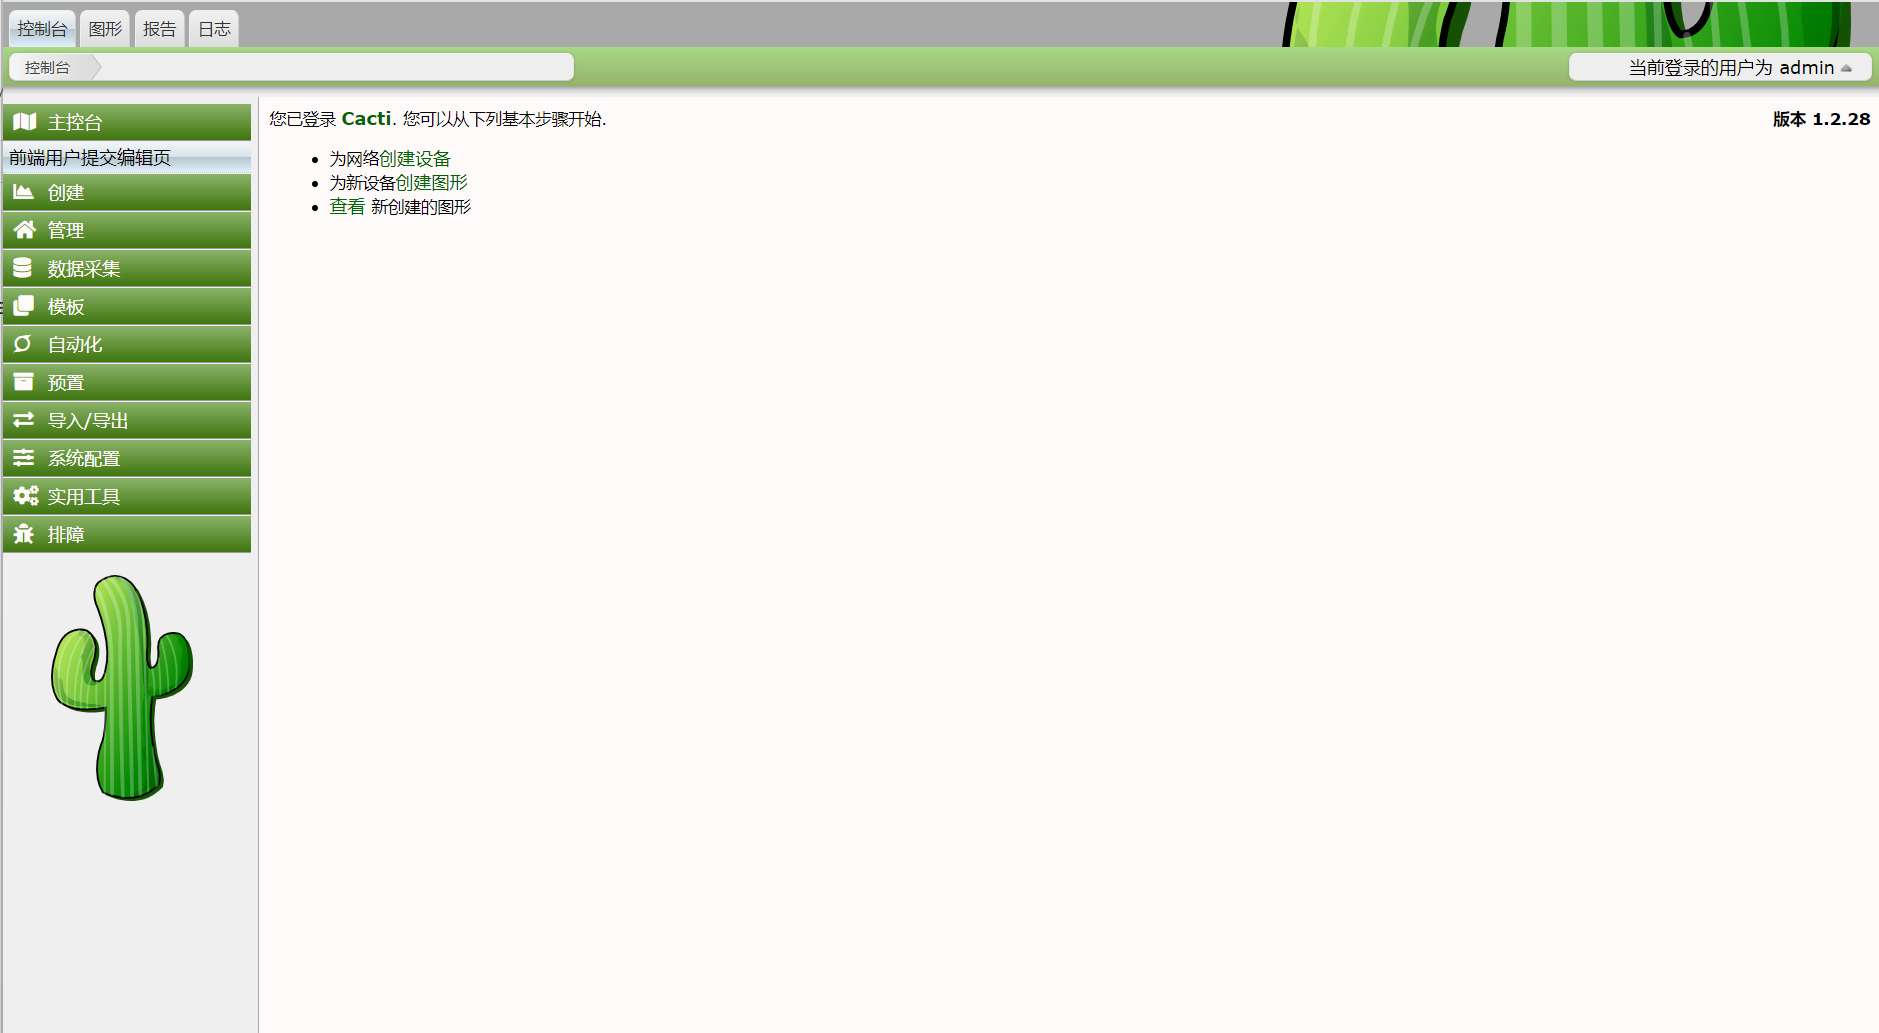 控制台 图形 报告 日志
控制台
当前登录的用户为 admin
主控台
前端用户提交编辑页
创建
管理
数据采集
模板
自动化
预置
导入/导出
系统配置
实用工具
排障
您已登录 Cacti. 您可以从下列基本步骤开始.
版本 1.2.28
为网络创建设备
为新设备创建图形
查看 新创建的图形